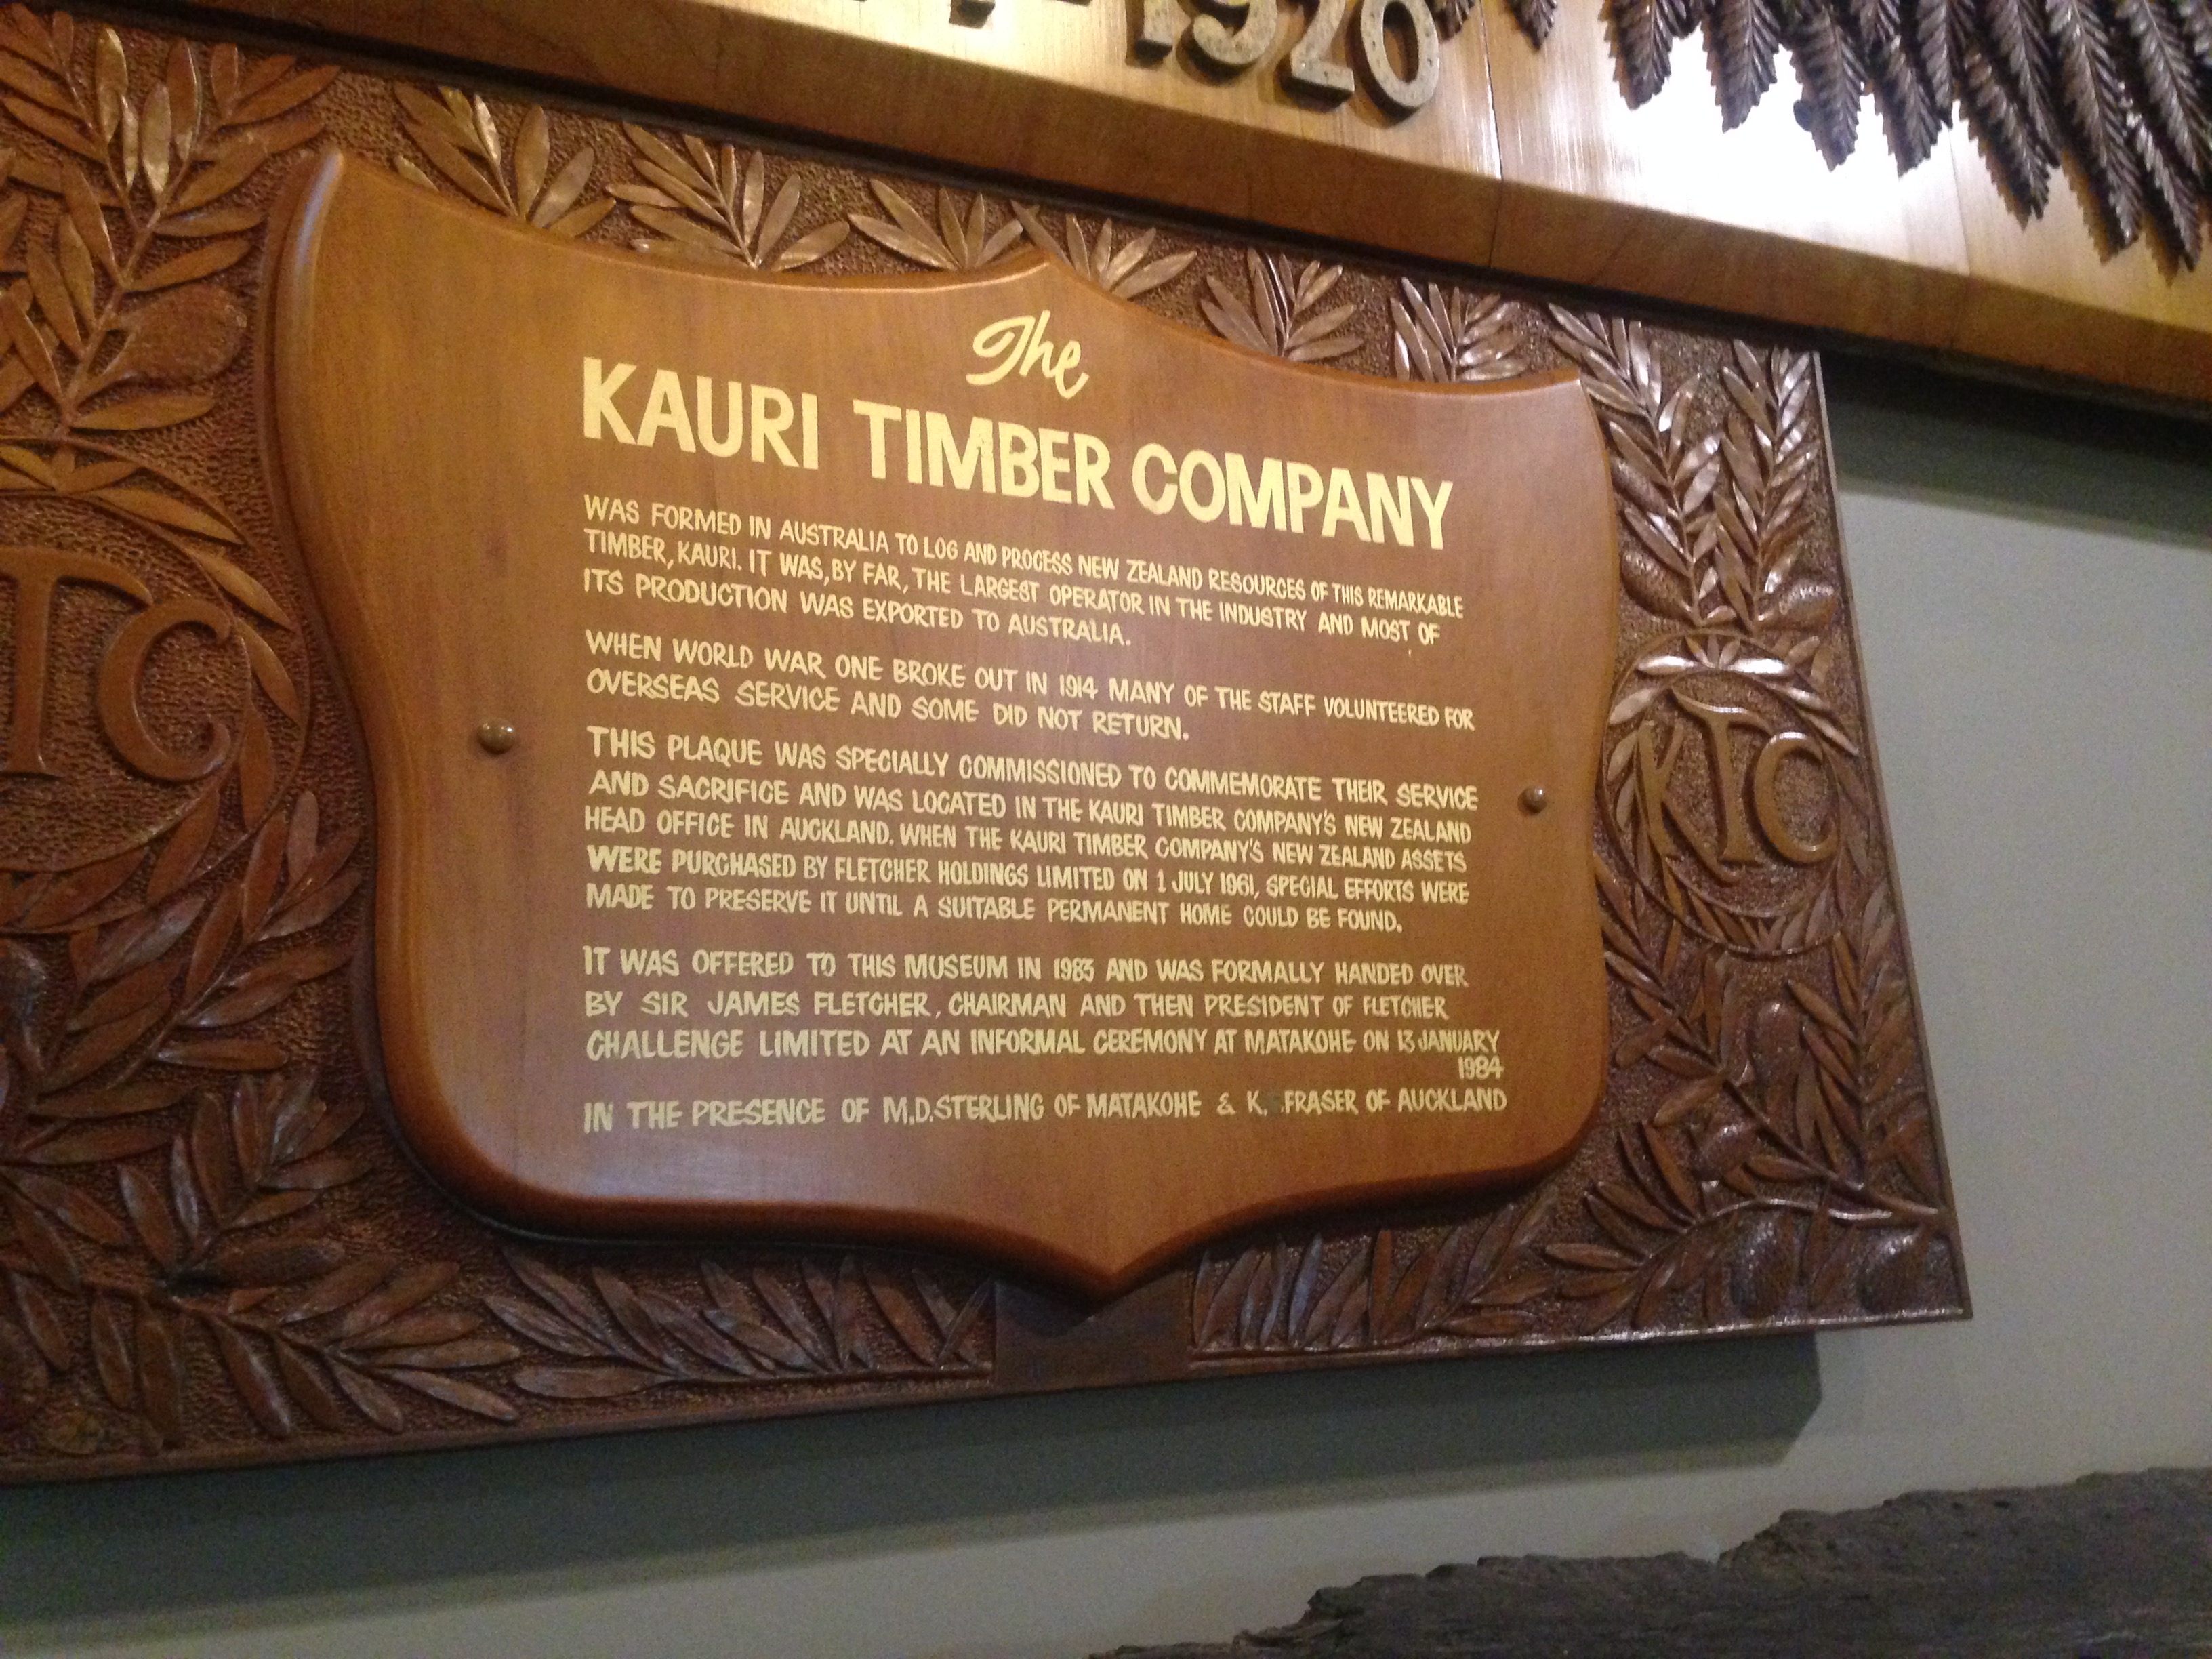 1920
The
KAURI TIMBER COMPANY
WAS FORMED IN AUSTRALIA TO LOG AND PROCESS NEW ZEALAND RESOURCES OF THIS REMARKABLE
TIMBER, KAURI. IT WAS, BY FAR, THE LARGEST OPERATOR IN THE INDUSTRY AND MOST OF
ITS PRODUCTION WAS EXPORTED TO AUSTRALIA.
WHEN WORLD WAR ONE BROKE OUT IN 1914 MANY OF THE STAFF VOLUNTEERED FOR
OVERSEAS SERVICE AND SOME DID NOT RETURN.
THIS PLAQUE WAS SPECIALLY COMMISSIONED TO COMMEMORATE THEIR SERVICE
AND SACRIFICE AND WAS LOCATED IN THE KAURI TIMBER COMPANY'S NEW ZEALAND
HEAD OFFICE IN AUCKLAND. WHEN THE KAURI TIMBER COMPANY'S NEW ZEALAND ASSETS
WERE PURCHASED BY FLETCHER HOLDINGS LIMITED ON 1 JULY 1961, SPECIAL EFFORTS WERE
MADE TO PRESERVE IT UNTIL A SUITABLE PERMANENT HOME COULD BE FOUND.
IT WAS OFFERED TO THIS MUSEUM IN 1983 AND WAS FORMALLY HANDED OVER
BY SIR JAMES FLETCHER, CHAIRMAN AND THEN PRESIDENT OF FLETCHER
CHALLENGE LIMITED AT AN INFORMAL CEREMONY AT MATAKOHE ON 13 JANUARY
1984
IN THE PRESENCE OF M.D. STERLING OF MATAKOHE & K. FRASER OF AUCKLAND
TC
KTC